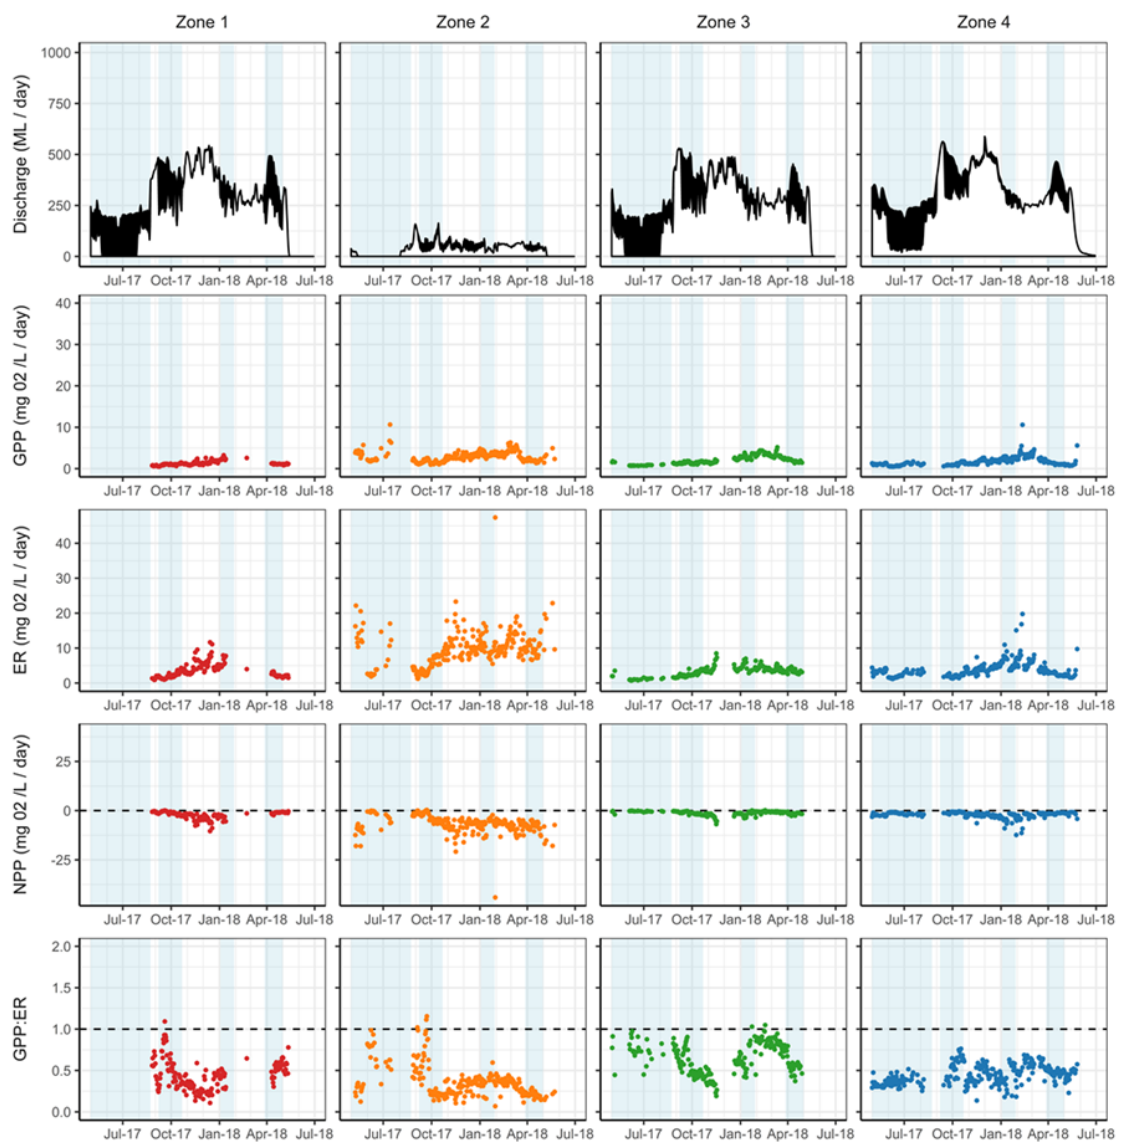 Zone 1 Zone 2 Zone 3 Zone 4
Discharge (ML / day)
1000
750
500
250
0
Jul-17 Oct-17 Jan-18 Apr-18 Jul-18 Jul-17 Oct-17 Jan-18 Apr-18 Jul-18 Jul-17 Oct-17 Jan-18 Apr-18 Jul-18 Jul-17 Oct-17 Jan-18 Apr-18 Jul-18
GPP (mg 02 /L / day)
40
30
20
10
0
Jul-17 Oct-17 Jan-18 Apr-18 Jul-18 Jul-17 Oct-17 Jan-18 Apr-18 Jul-18 Jul-17 Oct-17 Jan-18 Apr-18 Jul-18 Jul-17 Oct-17 Jan-18 Apr-18 Jul-18
ER (mg 02 /L / day)
40
30
20
10
0
Jul-17 Oct-17 Jan-18 Apr-18 Jul-18 Jul-17 Oct-17 Jan-18 Apr-18 Jul-18 Jul-17 Oct-17 Jan-18 Apr-18 Jul-18 Jul-17 Oct-17 Jan-18 Apr-18 Jul-18
NPP (mg 02 /L / day)
25
0
-25
Jul-17 Oct-17 Jan-18 Apr-18 Jul-18 Jul-17 Oct-17 Jan-18 Apr-18 Jul-18 Jul-17 Oct-17 Jan-18 Apr-18 Jul-18 Jul-17 Oct-17 Jan-18 Apr-18 Jul-18
GPP:ER
2.0
1.5
1.0
0.5
0.0
Jul-17 Oct-17 Jan-18 Apr-18 Jul-18 Jul-17 Oct-17 Jan-18 Apr-18 Jul-18 Jul-17 Oct-17 Jan-18 Apr-18 Jul-18 Jul-17 Oct-17 Jan-18 Apr-18 Jul-18